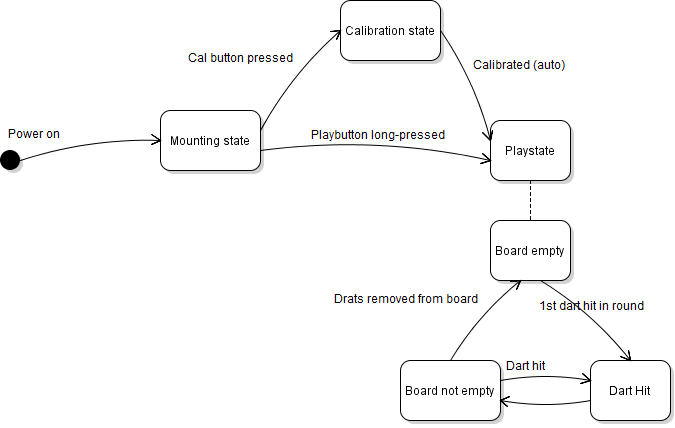 Calibration state
Cal button pressed
Calibrated (auto)
Power on
Mounting state
Playbutton long-pressed
Playstate
Board empty
Drats removed from board
1st dart hit in round
Dart hit
Board not empty
Dart Hit